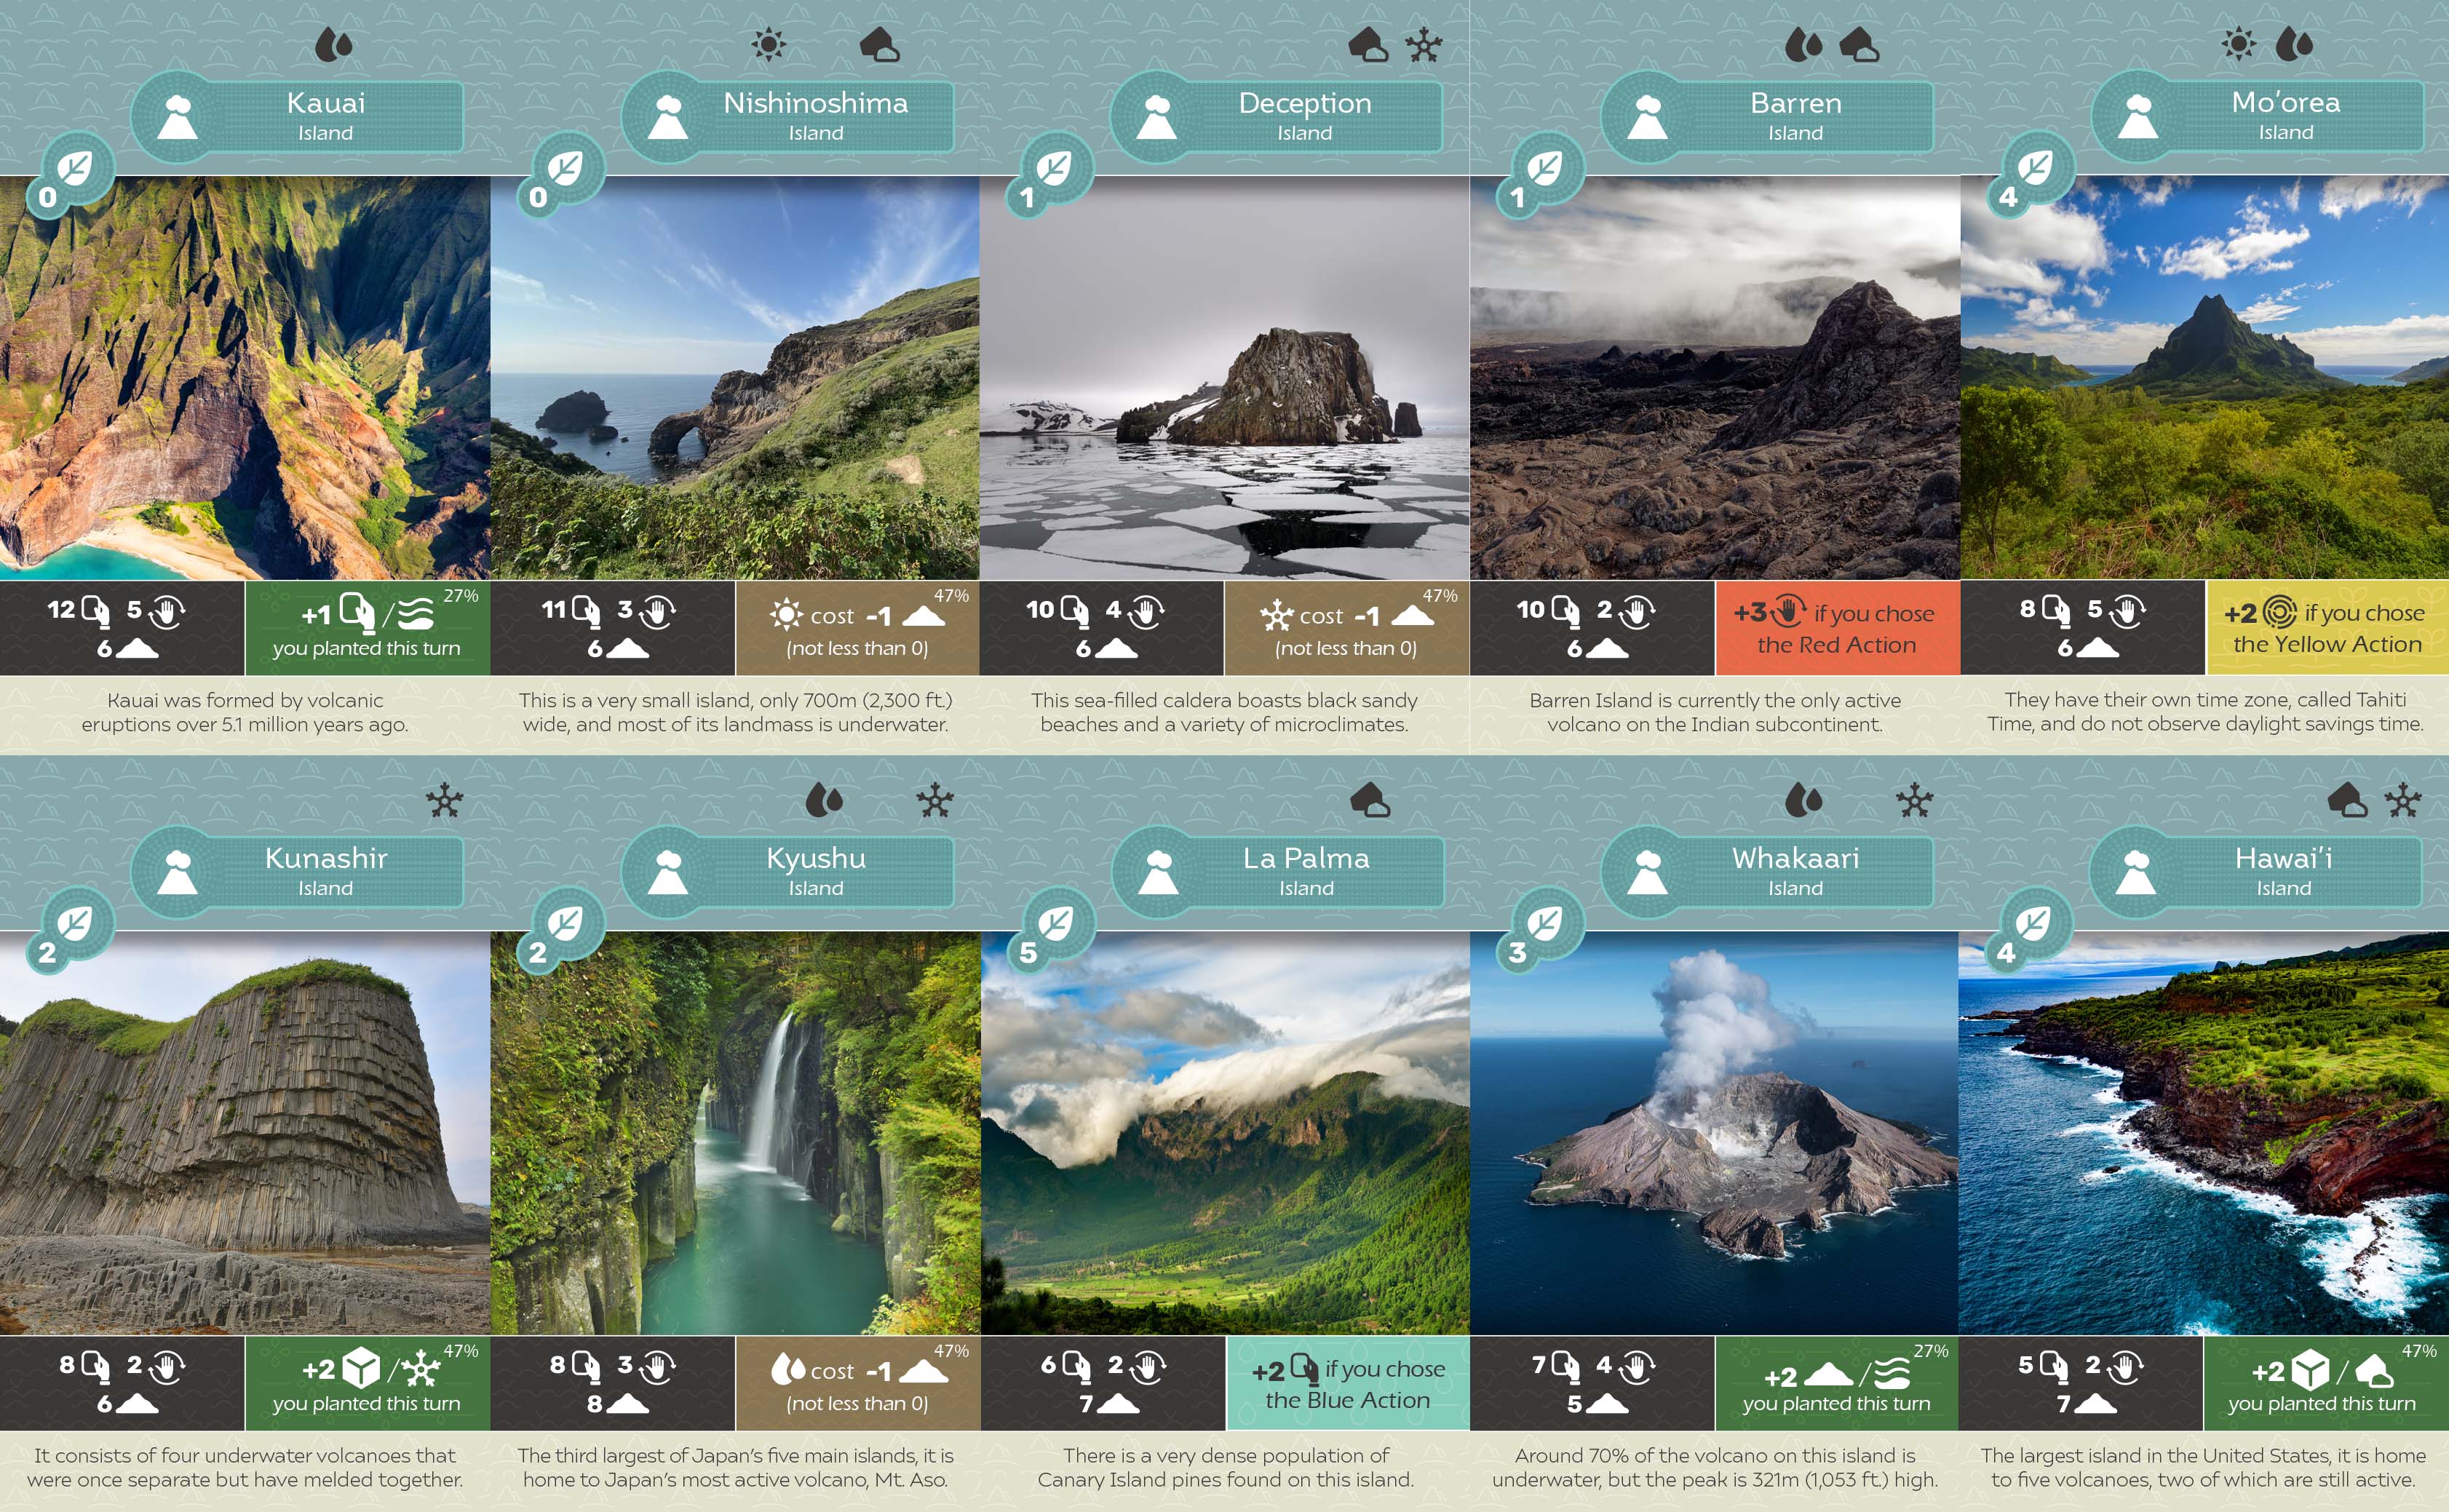 Kauai
Island
0
12 5
6
+1 / 27%
you planted this turn
Kauai was formed by volcanic
eruptions over 5.1 million years ago.
Nishinoshima
Island
0
11 3
6
cost -1 47%
(not less than 0)
This is a very small island, only 700m (2,300 ft.)
wide, and most of its landmass is underwater.
Deception
Island
1
10 4
6
cost -1 47%
(not less than 0)
This sea-filled caldera boasts black sandy
beaches and a variety of microclimates.
Barren
Island
1
10 2
6
+3 if you chose
the Red Action
Barren Island is currently the only active
volcano on the Indian subcontinent.
Mo'orea
Island
4
8 5
6
+2 if you chose
the Yellow Action
They have their own time zone, called Tahiti
Time, and do not observe daylight savings time.
Kunashir
Island
2
8 2
6
+2 / 47%
you planted this turn
It consists of four underwater volcanoes that
were once separate but have melded together.
Kyushu
Island
2
8 3
8
cost -1 47%
(not less than 0)
The third largest of Japan's five main islands, it is
home to Japan's most active volcano, Mt. Aso.
La Palma
Island
5
6 2
7
+2 if you chose
the Blue Action
There is a very dense population of
Canary Island pines found on this island.
Whakaari
Island
3
7 4
5
+2 / 27%
you planted this turn
Around 70% of the volcano on this island is
underwater, but the peak is 321m (1,053 ft.) high.
Hawai'i
Island
4
5 2
7
+2 / 47%
you planted this turn
The largest island in the United States, it is home
to five volcanoes, two of which are still active.